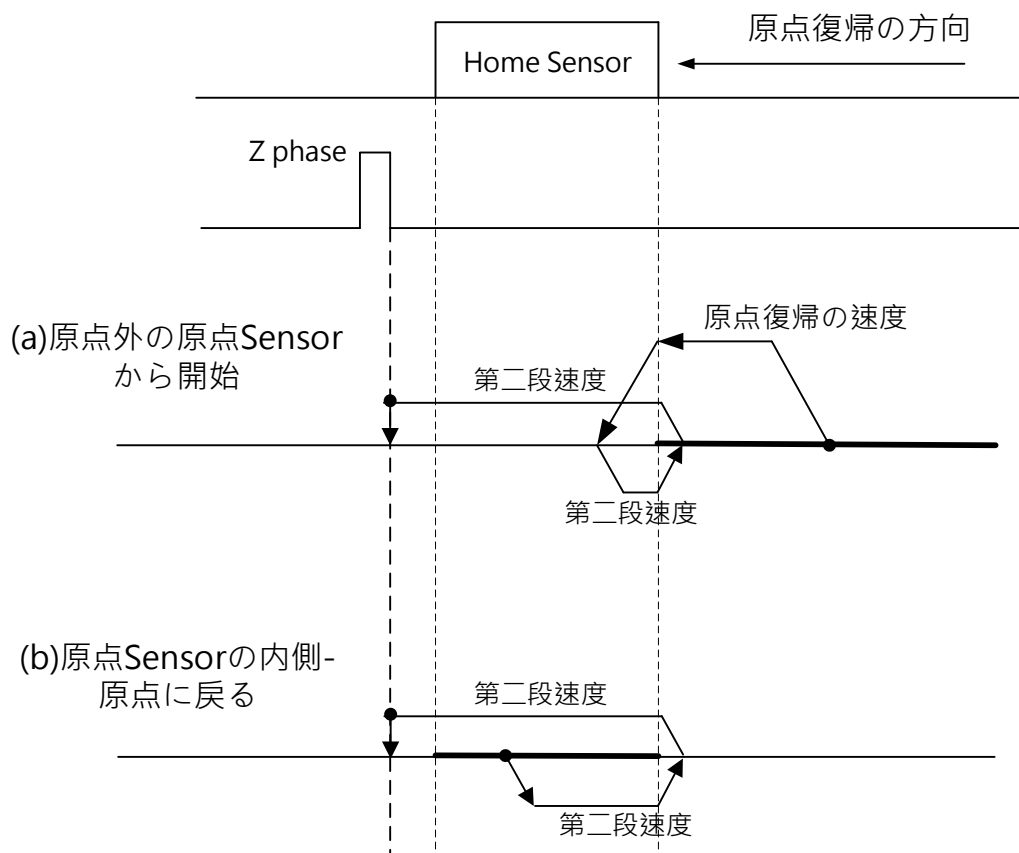 原点復帰の方向
Home Sensor
Z phase
原点復帰の速度
(a)原点外の原点Sensor
から開始
第二段速度
第二段速度
(b)原点Sensorの内側-
原点に戻る
第二段速度
第二段速度